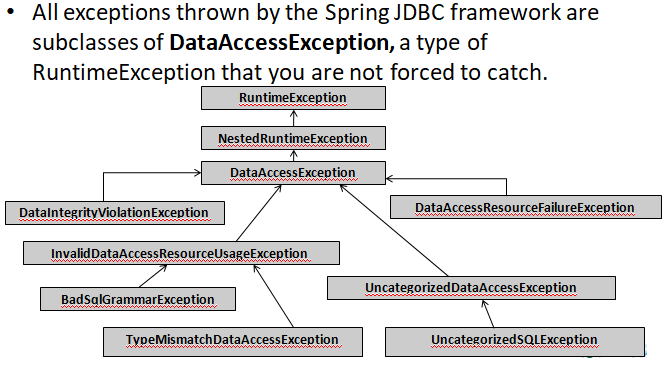 • All exceptions thrown by the Spring JDBC framework are
subclasses of DataAccessException, a type of
RuntimeException that you are not forced to catch.
RuntimeException
NestedRuntimeException
DataAccessException
DataIntegrityViolationException
DataAccessResourceFailureException
InvalidDataAccessResourceUsageException
UncategorizedDataAccessException
BadSqlGrammarException
TypeMismatchDataAccessException
UncategorizedSQLException